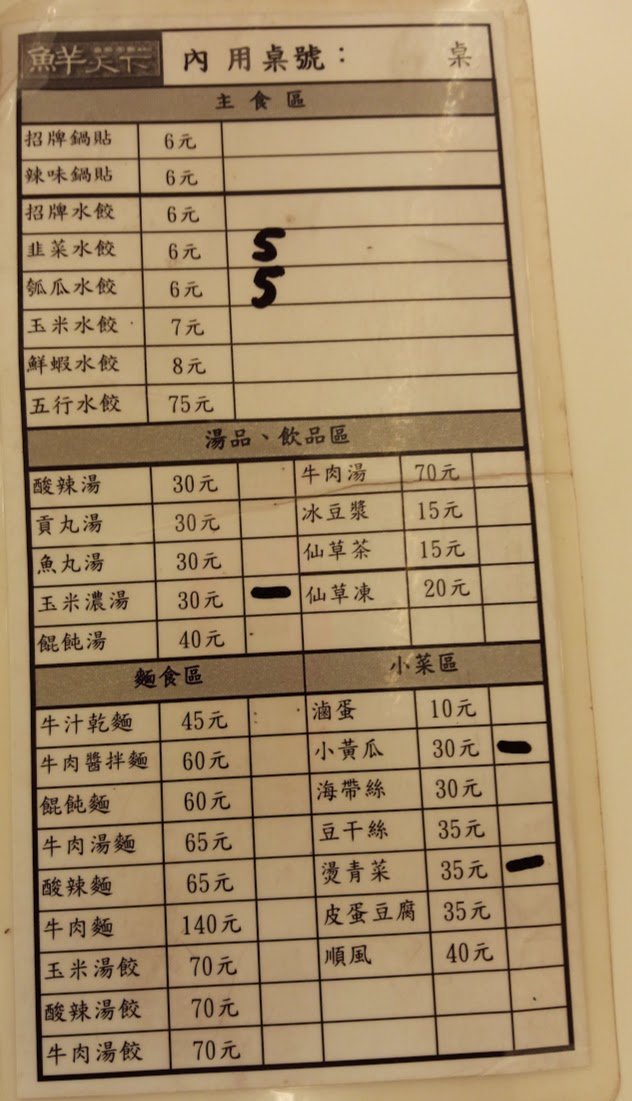 鮮天下 內用桌號： 桌
主食區
招牌鍋貼 6元
辣味鍋貼 6元
招牌水餃 6元
韭菜水餃 6元 5
瓠瓜水餃 6元 5
玉米水餃 7元
鮮蝦水餃 8元
五行水餃 75元
湯品、飲品區
酸辣湯 30元 牛肉湯 70元
貢丸湯 30元 冰豆漿 15元
魚丸湯 30元 仙草茶 15元
玉米濃湯 30元 一 仙草凍 20元
餛飩湯 40元
麵食區 小菜區
牛汁乾麵 45元 滷蛋 10元
牛肉醬拌麵 60元 小黃瓜 30元 一
餛飩麵 60元 海帶絲 30元
牛肉湯麵 65元 豆干絲 35元
酸辣麵 65元 燙青菜 35元 一
牛肉麵 140元 皮蛋豆腐 35元
玉米湯餃 70元 順風 40元
酸辣湯餃 70元
牛肉湯餃 70元